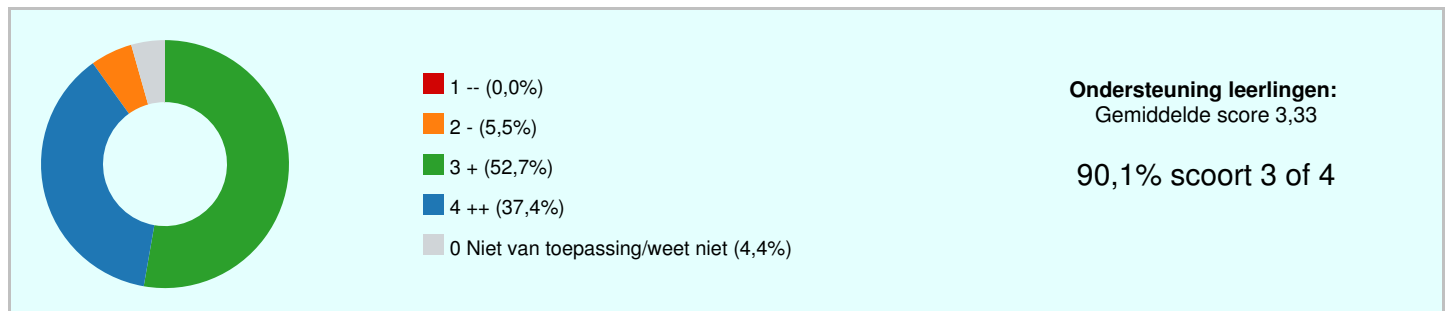 1 -- (0,0%)
2 - (5,5%)
3 + (52,7%)
4 ++ (37,4%)
0 Niet van toepassing/weet niet (4,4%)
Ondersteuning leerlingen:
Gemiddelde score 3,33
90,1% scoort 3 of 4